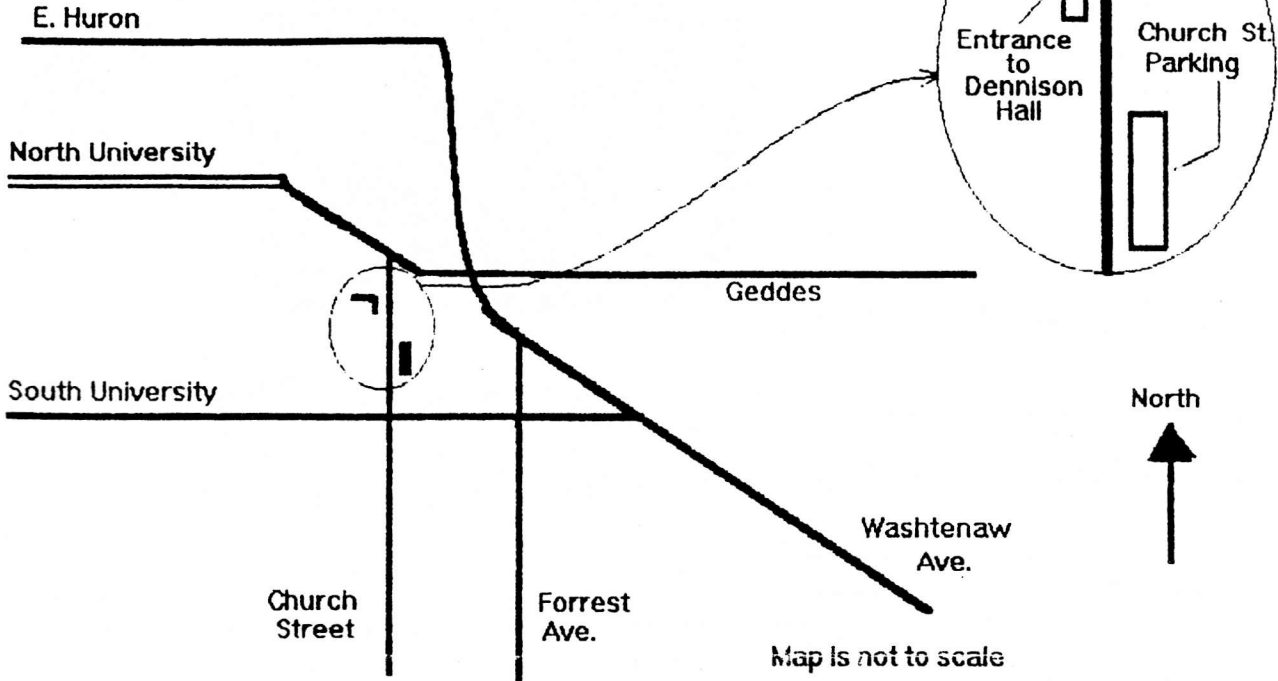 E. Huron
Entrance
to
Dennison
Hall
Church St.
Parking
North University
Geddes
South University
North
Washtenaw
Ave.
Church
Street
Forrest
Ave.
Map is not to scale